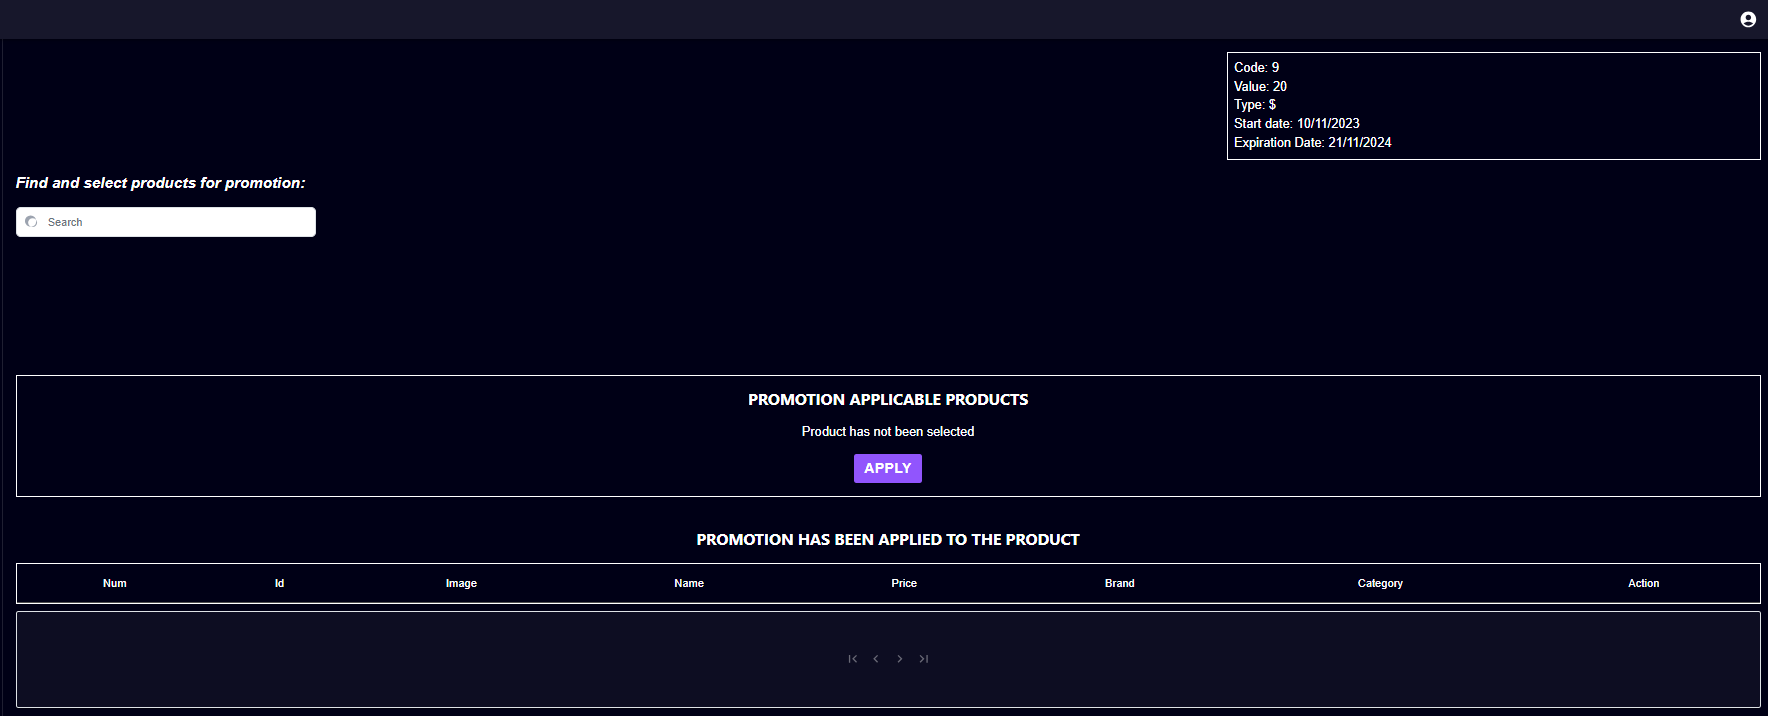 Code: 9
Value: 20
Type: $
Start date: 10/11/2023
Expiration Date: 21/11/2024
Find and select products for promotion:
Search
PROMOTION APPLICABLE PRODUCTS
Product has not been selected
APPLY
PROMOTION HAS BEEN APPLIED TO THE PRODUCT
Num Id Image Name Price Brand Category Action